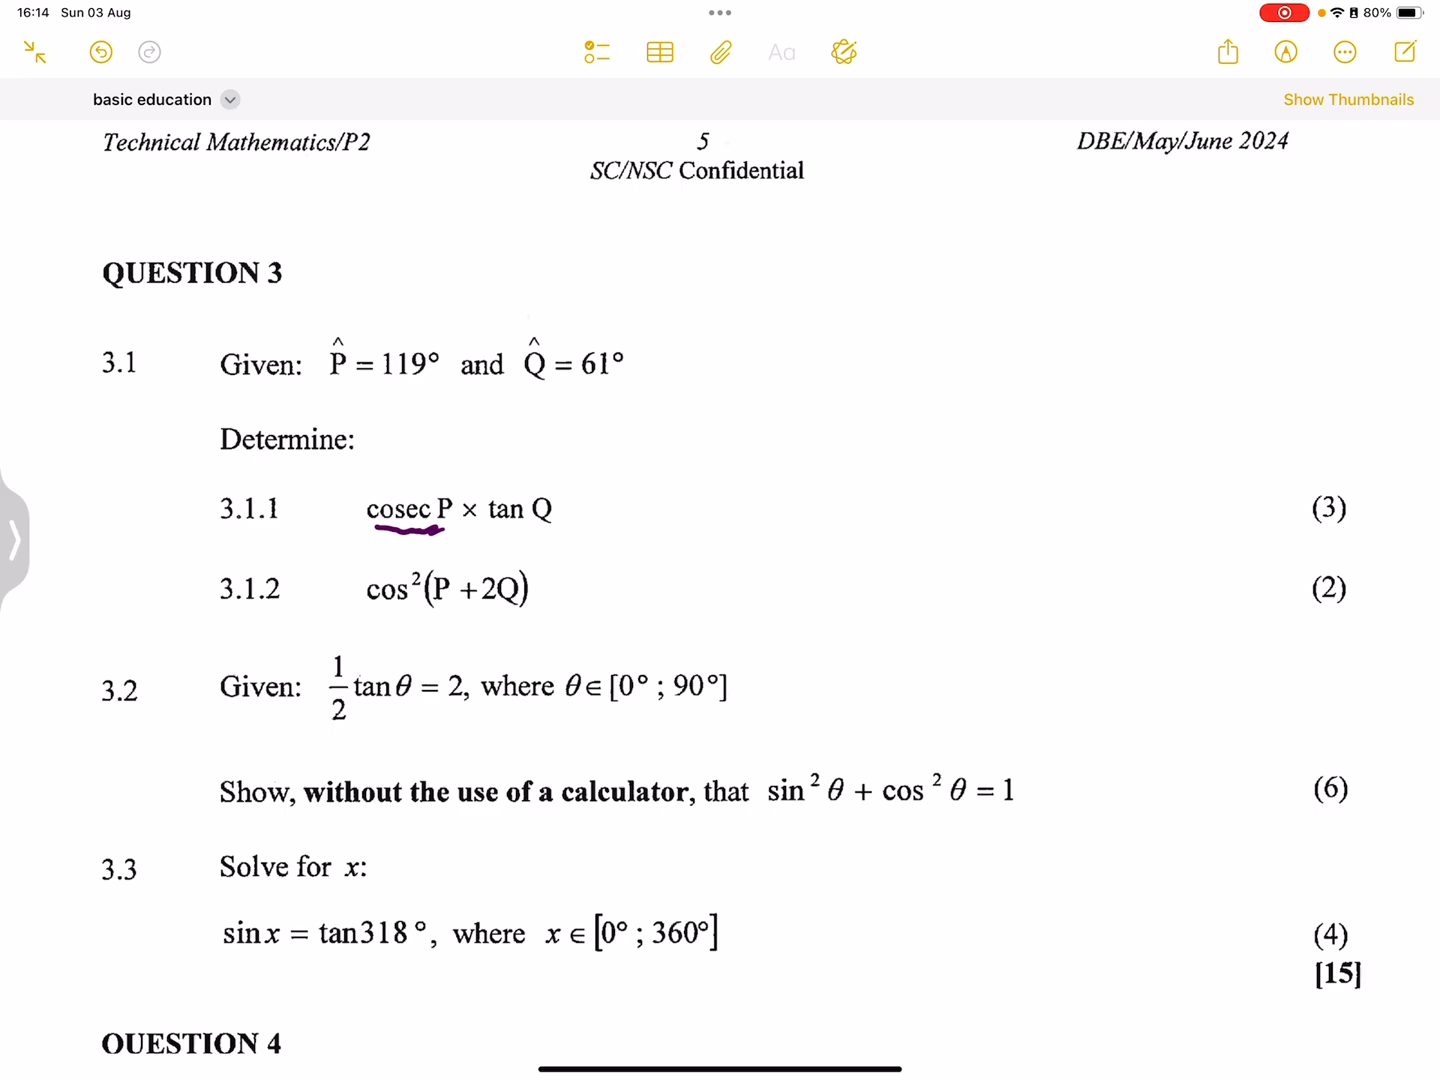 16:14 Sun 03 Aug
80%
Aa
basic education
Show Thumbnails
Technical Mathematics/P2 5 DBE/May/June 2024
SC/NSC Confidential
QUESTION 3
3.1 Given: P̂ = 119° and Q̂ = 61°
Determine:
3.1.1 cosec P × tan Q (3)
3.1.2 cos²(P + 2Q) (2)
3.2 Given: 1/2 tan θ = 2, where θ ∈ [0° ; 90°]
Show, without the use of a calculator, that sin² θ + cos² θ = 1 (6)
3.3 Solve for x:
sin x = tan 318°, where x ∈ [0° ; 360°] (4)
[15]
QUESTION 4